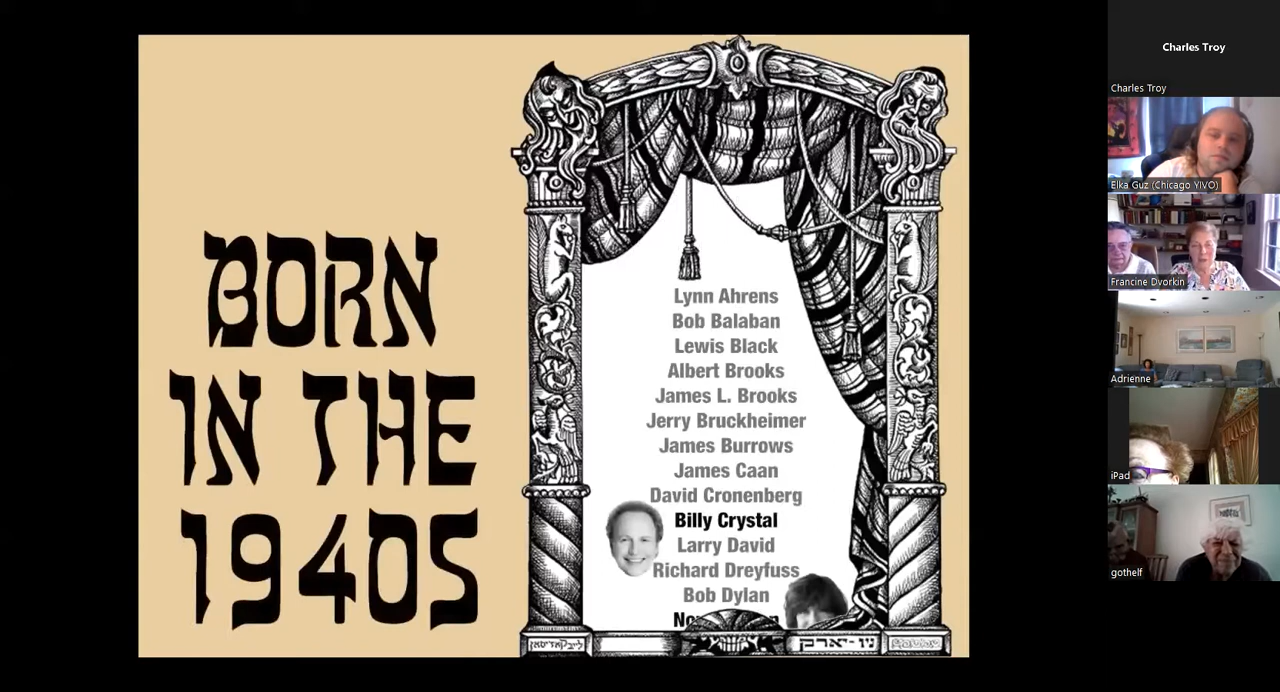 BORN
IN THE
1940S
Lynn Ahrens
Bob Balaban
Lewis Black
Albert Brooks
James L. Brooks
Jerry Bruckheimer
James Burrows
James Caan
David Cronenberg
Billy Crystal
Larry David
Richard Dreyfuss
Bob Dylan
ניו-יארק
Charles Troy
Charles Troy
Elka Guz (Chicago YIVO)
Francine Dvorkin
Adrienne
iPad
gothelf